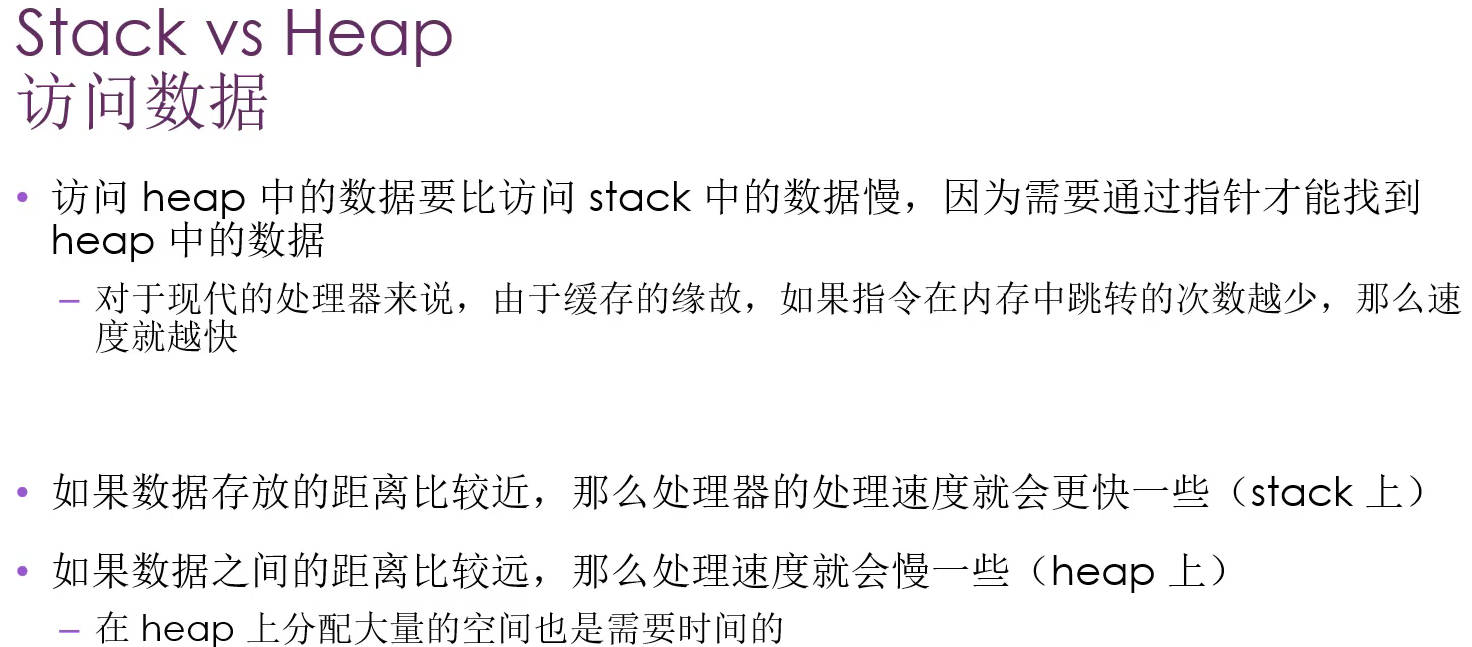 Stack vs Heap
访问数据
• 访问 heap 中的数据要比访问 stack 中的数据慢，因为需要通过指针才能找到
heap 中的数据
– 对于现代的处理器来说，由于缓存的缘故，如果指令在内存中跳转的次数越少，那么速
度就越快
• 如果数据存放的距离比较近，那么处理器的处理速度就会更快一些（stack 上）
• 如果数据之间的距离比较远，那么处理速度就会慢一些（heap 上）
– 在 heap 上分配大量的空间也是需要时间的